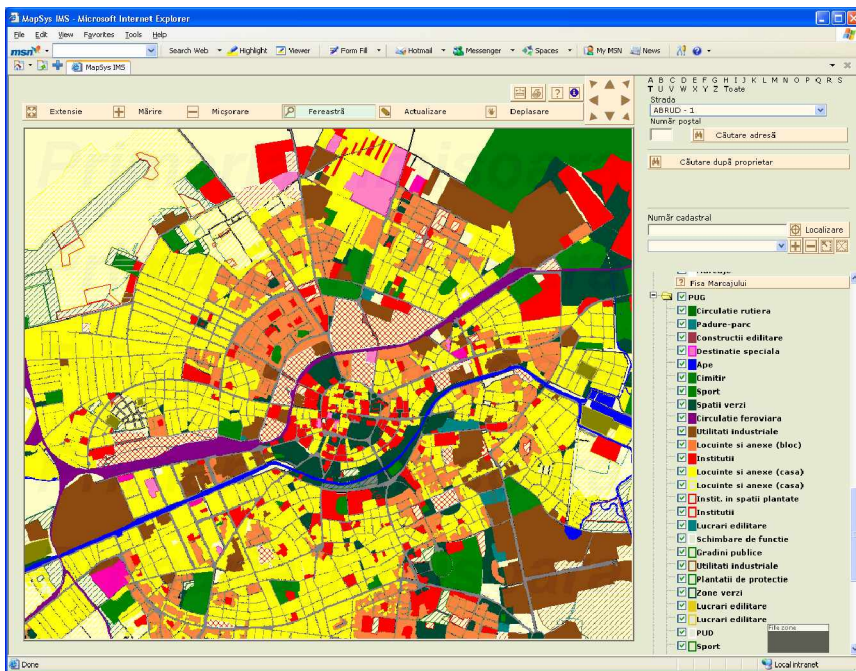 MapSys IMS - Microsoft Internet Explorer
File Edit View Favorites Tools Help
msn Search Web Highlight Viewer Form Fill Hotmail Messenger Spaces My MSN News
MapSys IMS
A B C D E F G H I J K L M N O P Q R S
T U V W X Y Z Toate
Strada
ABRUD - 1
Număr poștal
Căutare adresă
Extensie Mărire Micșorare Fereastră Actualizare Deplasare
Căutare după proprietar
Număr cadastral
Localizare
Fisa Marcajului
PUG
Circulatie rutiera
Padure-parc
Constructii edilitare
Destinatie speciala
Ape
Cimitir
Sport
Spatii verzi
Circulatie feroviara
Utilitati industriale
Locuinte si anexe (bloc)
Institutii
Locuinte si anexe (casa)
Locuinte si anexe (casa)
Instit. in spatii plantate
Institutii
Lucrari edilitare
Schimbare de functie
Gradini publice
Utilitati industriale
Plantatii de protectie
Zone verzi
Lucrari edilitare
Lucrari edilitare
File zone
PUD
Sport
Done Local intranet